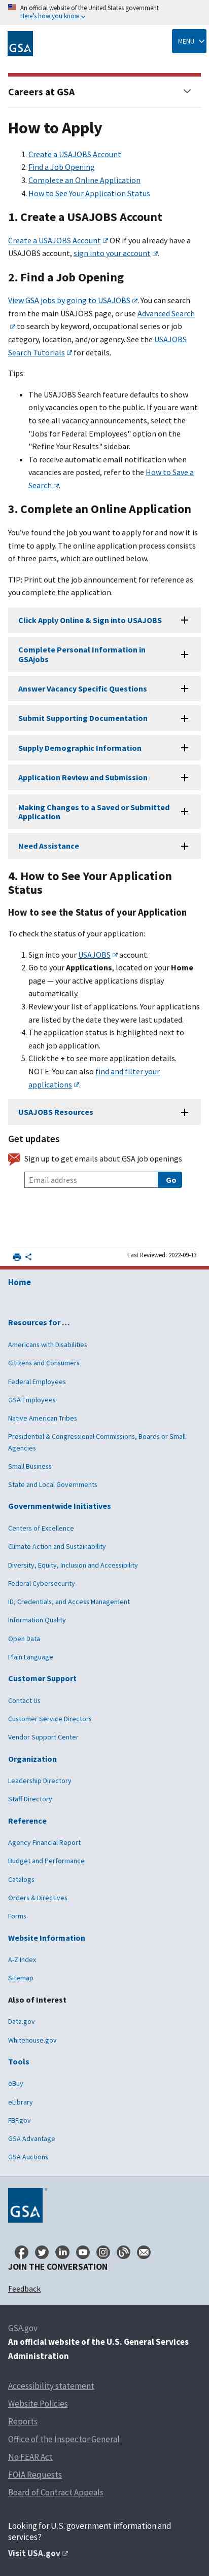 An official website of the United States government
Here's how you know
GSA
MENU
Careers at GSA
How to Apply
1. Create a USAJOBS Account
2. Find a Job Opening
3. Complete an Online Application
4. How to See Your Application Status
1. Create a USAJOBS Account
Create a USAJOBS Account OR if you already have a
USAJOBS account, sign into your account.
2. Find a Job Opening
View GSA jobs by going to USAJOBS. You can start
from the main USAJOBS page, or use Advanced Search
to search by keyword, occupational series or job
category, location, and/or agency. See the USAJOBS
Search Tutorials for details.
Tips:
• The USAJOBS Search features defaults to show
only vacancies open to the public. If you want to
see all vacancy announcements, select the
"Jobs for Federal Employees" option on the
"Refine Your Results" sidebar.
• To receive automatic email notification when
vacancies are posted, refer to the How to Save a
Search.
3. Complete an Online Application
You've found the job you want to apply for and now it is
time to apply online. There are several parts in the
process, which are outlined below.
TIP: Print out the job announcement for reference as
you complete the application.
Click Apply Online & Sign into USAJOBS
Complete Personal Information in
GSAjobs
Answer Vacancy Specific Questions
Submit Supporting Documentation
Supply Demographic Information
Application Review and Submission
Making Changes to a Saved or Submitted
Application
Need Assistance
4. How to See Your Application
Status
How to see the Status of your Application
To check the status of your application:
1. Sign into your USAJOBS account.
2. Go to your Applications, located on your Home
page — your applications display
automatically.
3. Review your list of applications. Your applications
are listed by the date they were last updated.
4. The application status is highlighted next to
each job application.
5. Click the + to see more application details.
NOTE: You can also find and filter your
applications.
USAJOBS Resources
Get updates
Sign up to get emails about GSA job openings
Email address
Go
Last Reviewed: 2022-09-13
Home
Resources for …
Americans with Disabilities
Citizens and Consumers
Federal Employees
GSA Employees
Native American Tribes
Presidential & Congressional Commissions, Boards or Small
Agencies
Small Business
State and Local Governments
Governmentwide Initiatives
Centers of Excellence
Climate Action and Sustainability
Diversity, Equity, Inclusion and Accessibility
Federal Cybersecurity
ID, Credentials, and Access Management
Information Quality
Open Data
Plain Language
Customer Support
Contact Us
Customer Service Directors
Vendor Support Center
Organization
Leadership Directory
Staff Directory
Reference
Agency Financial Report
Budget and Performance
Catalogs
Orders & Directives
Forms
Website Information
A-Z Index
Sitemap
Also of Interest
Data.gov
Whitehouse.gov
Tools
eBuy
eLibrary
FBF.gov
GSA Advantage
GSA Auctions
GSA
JOIN THE CONVERSATION
Feedback
GSA.gov
An official website of the U.S. General Services
Administration
Accessibility statement
Website Policies
Reports
Office of the Inspector General
No FEAR Act
FOIA Requests
Board of Contract Appeals
Looking for U.S. government information and
services?
Visit USA.gov